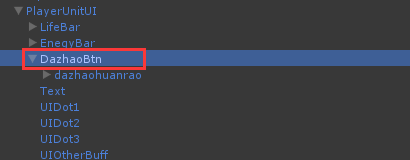 PlayerUnitUI
LifeBar
EnegyBar
DazhaoBtn
dazhaohuanrao
Text
UIDot1
UIDot2
UIDot3
UIOtherBuff